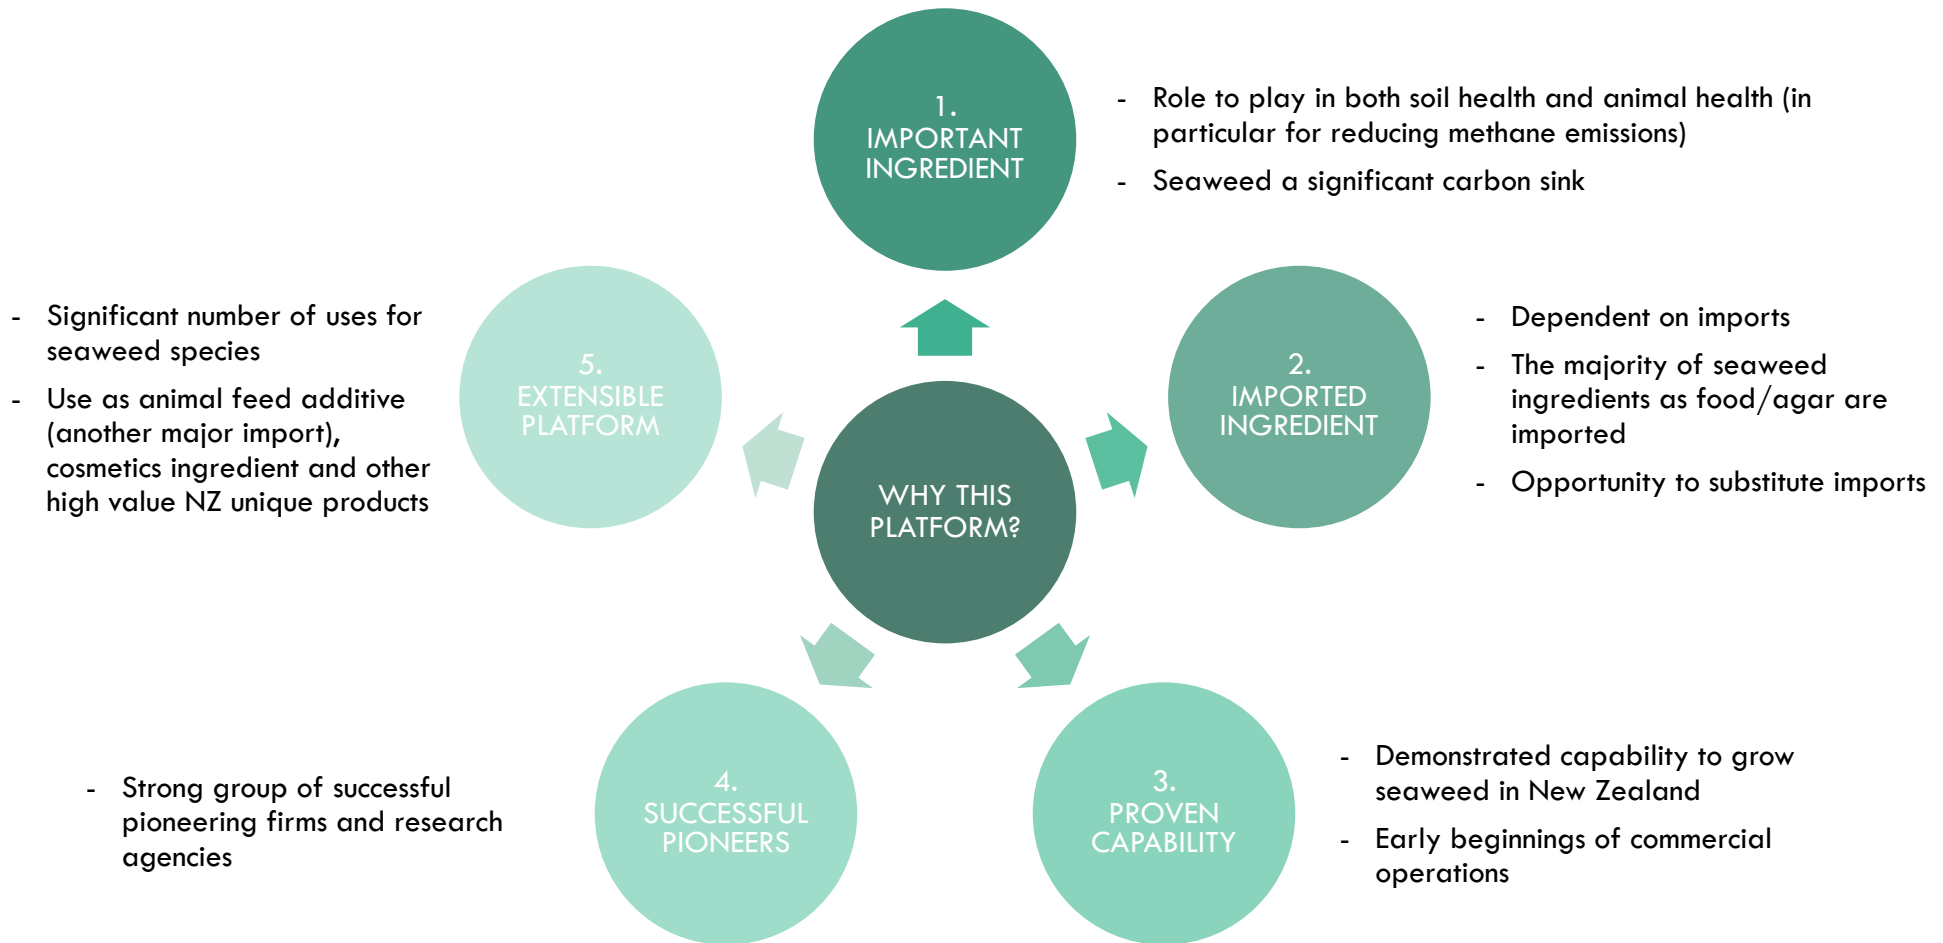 1.
IMPORTANT
INGREDIENT
- Role to play in both soil health and animal health (in
particular for reducing methane emissions)
- Seaweed a significant carbon sink
2.
IMPORTED
INGREDIENT
- Dependent on imports
- The majority of seaweed
ingredients as food/agar are
imported
- Opportunity to substitute imports
3.
PROVEN
CAPABILITY
- Demonstrated capability to grow
seaweed in New Zealand
- Early beginnings of commercial
operations
4.
SUCCESSFUL
PIONEERS
- Strong group of successful
pioneering firms and research
agencies
5.
EXTENSIBLE
PLATFORM
- Significant number of uses for
seaweed species
- Use as animal feed additive
(another major import),
cosmetics ingredient and other
high value NZ unique products
WHY THIS
PLATFORM?